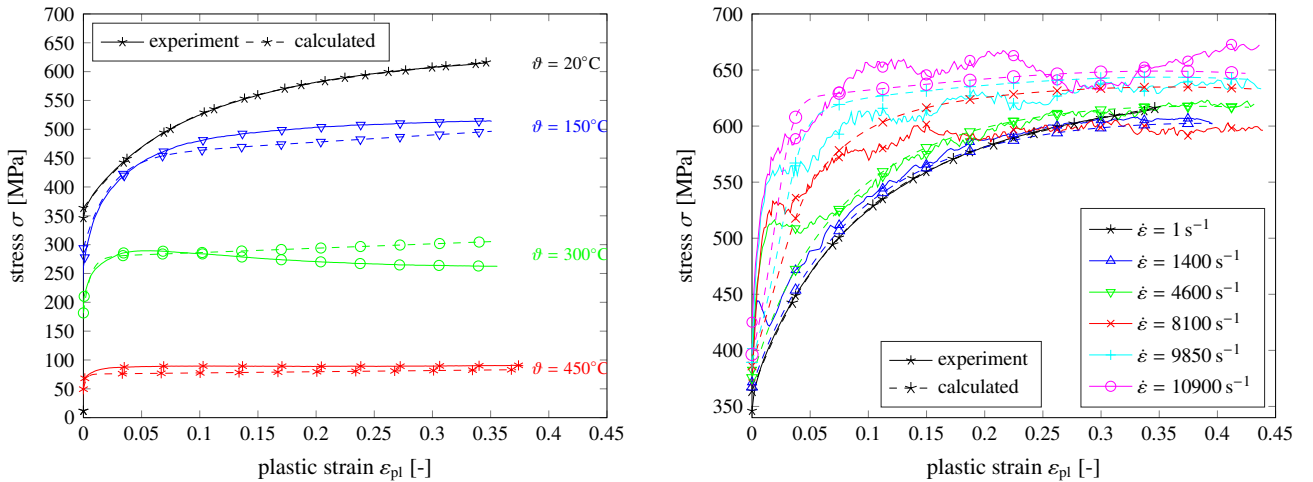 700
650
600
550
500
450
400
350
300
250
200
150
100
50
0
0 0.05 0.1 0.15 0.2 0.25 0.3 0.35 0.4 0.45
stress σ [MPa]
plastic strain εpl [-]
experiment calculated
ϑ = 20°C
ϑ = 150°C
ϑ = 300°C
ϑ = 450°C
700
650
600
550
500
450
400
350
0 0.05 0.1 0.15 0.2 0.25 0.3 0.35 0.4 0.45
stress σ [MPa]
plastic strain εpl [-]
experiment
calculated
ε̇ = 1 s⁻¹
ε̇ = 1400 s⁻¹
ε̇ = 4600 s⁻¹
ε̇ = 8100 s⁻¹
ε̇ = 9850 s⁻¹
ε̇ = 10900 s⁻¹